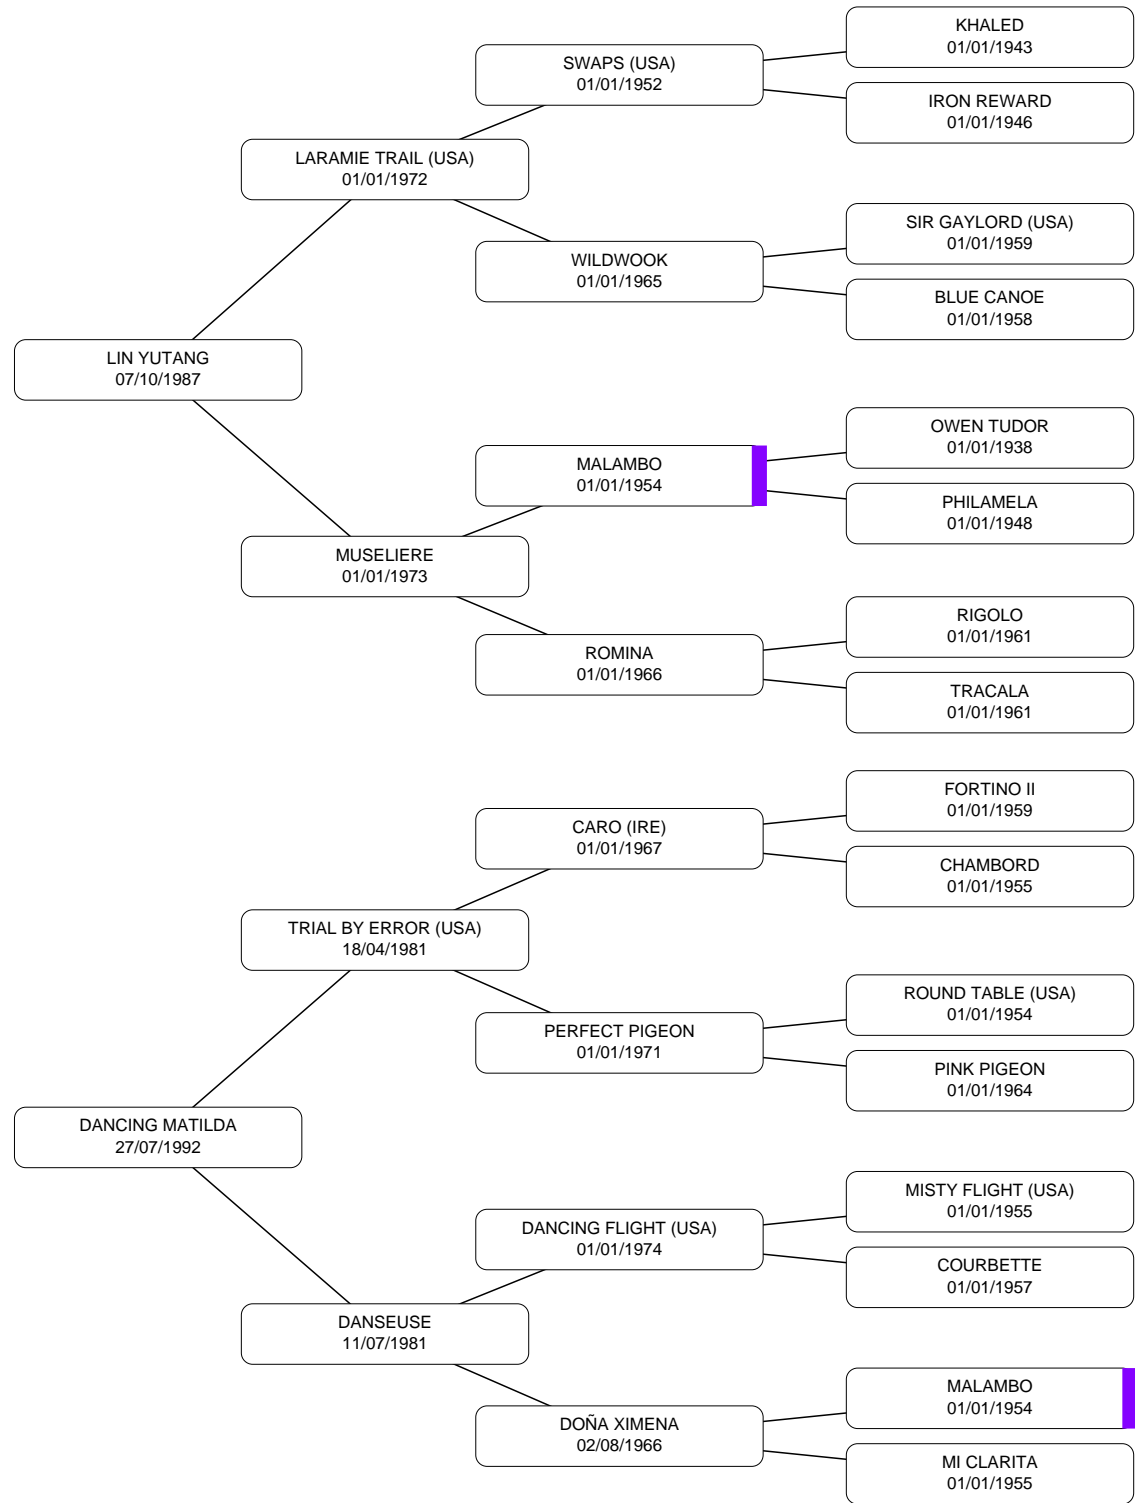 KHALED
01/01/1943
SWAPS (USA)
01/01/1952
IRON REWARD
01/01/1946
LARAMIE TRAIL (USA)
01/01/1972
SIR GAYLORD (USA)
01/01/1959
WILDWOOK
01/01/1965
BLUE CANOE
01/01/1958
LIN YUTANG
07/10/1987
OWEN TUDOR
01/01/1938
MALAMBO
01/01/1954
PHILAMELA
01/01/1948
MUSELIERE
01/01/1973
RIGOLO
01/01/1961
ROMINA
01/01/1966
TRACALA
01/01/1961
FORTINO II
01/01/1959
CARO (IRE)
01/01/1967
CHAMBORD
01/01/1955
TRIAL BY ERROR (USA)
18/04/1981
ROUND TABLE (USA)
01/01/1954
PERFECT PIGEON
01/01/1971
PINK PIGEON
01/01/1964
DANCING MATILDA
27/07/1992
MISTY FLIGHT (USA)
01/01/1955
DANCING FLIGHT (USA)
01/01/1974
COURBETTE
01/01/1957
DANSEUSE
11/07/1981
MALAMBO
01/01/1954
DOÑA XIMENA
02/08/1966
MI CLARITA
01/01/1955